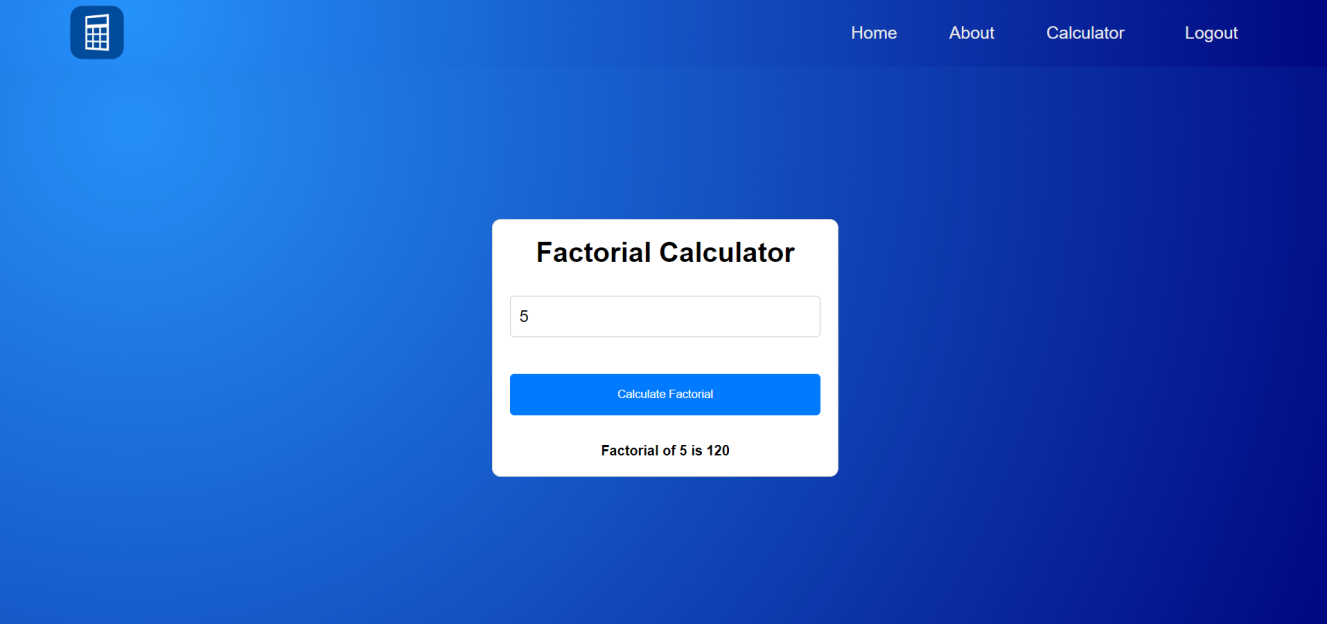 Home About Calculator Logout
Factorial Calculator
5
Calculate Factorial
Factorial of 5 is 120